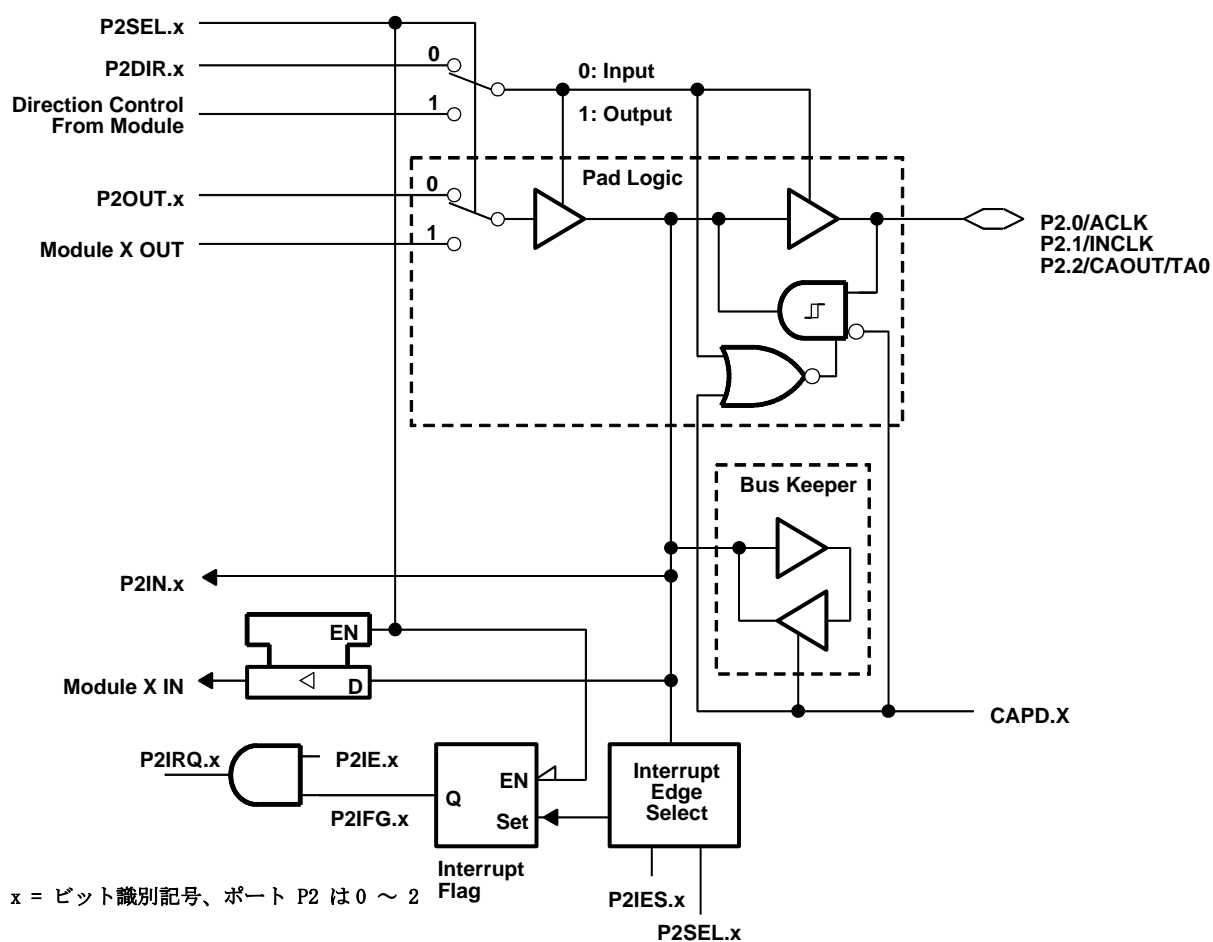 P2SEL.x
P2DIR.x
0
Direction Control
From Module
1
0: Input
1: Output
Pad Logic
P2OUT.x
0
Module X OUT
1
P2.0/ACLK
P2.1/INCLK
P2.2/CAOUT/TA0
Bus Keeper
P2IN.x
EN
Module X IN
D
CAPD.X
P2IRQ.x
P2IE.x
P2IFG.x
Q
EN
Set
Interrupt
Edge
Select
Interrupt
Flag
P2IES.x
P2SEL.x
x = ビット識別記号、ポート P2 は 0 ～ 2